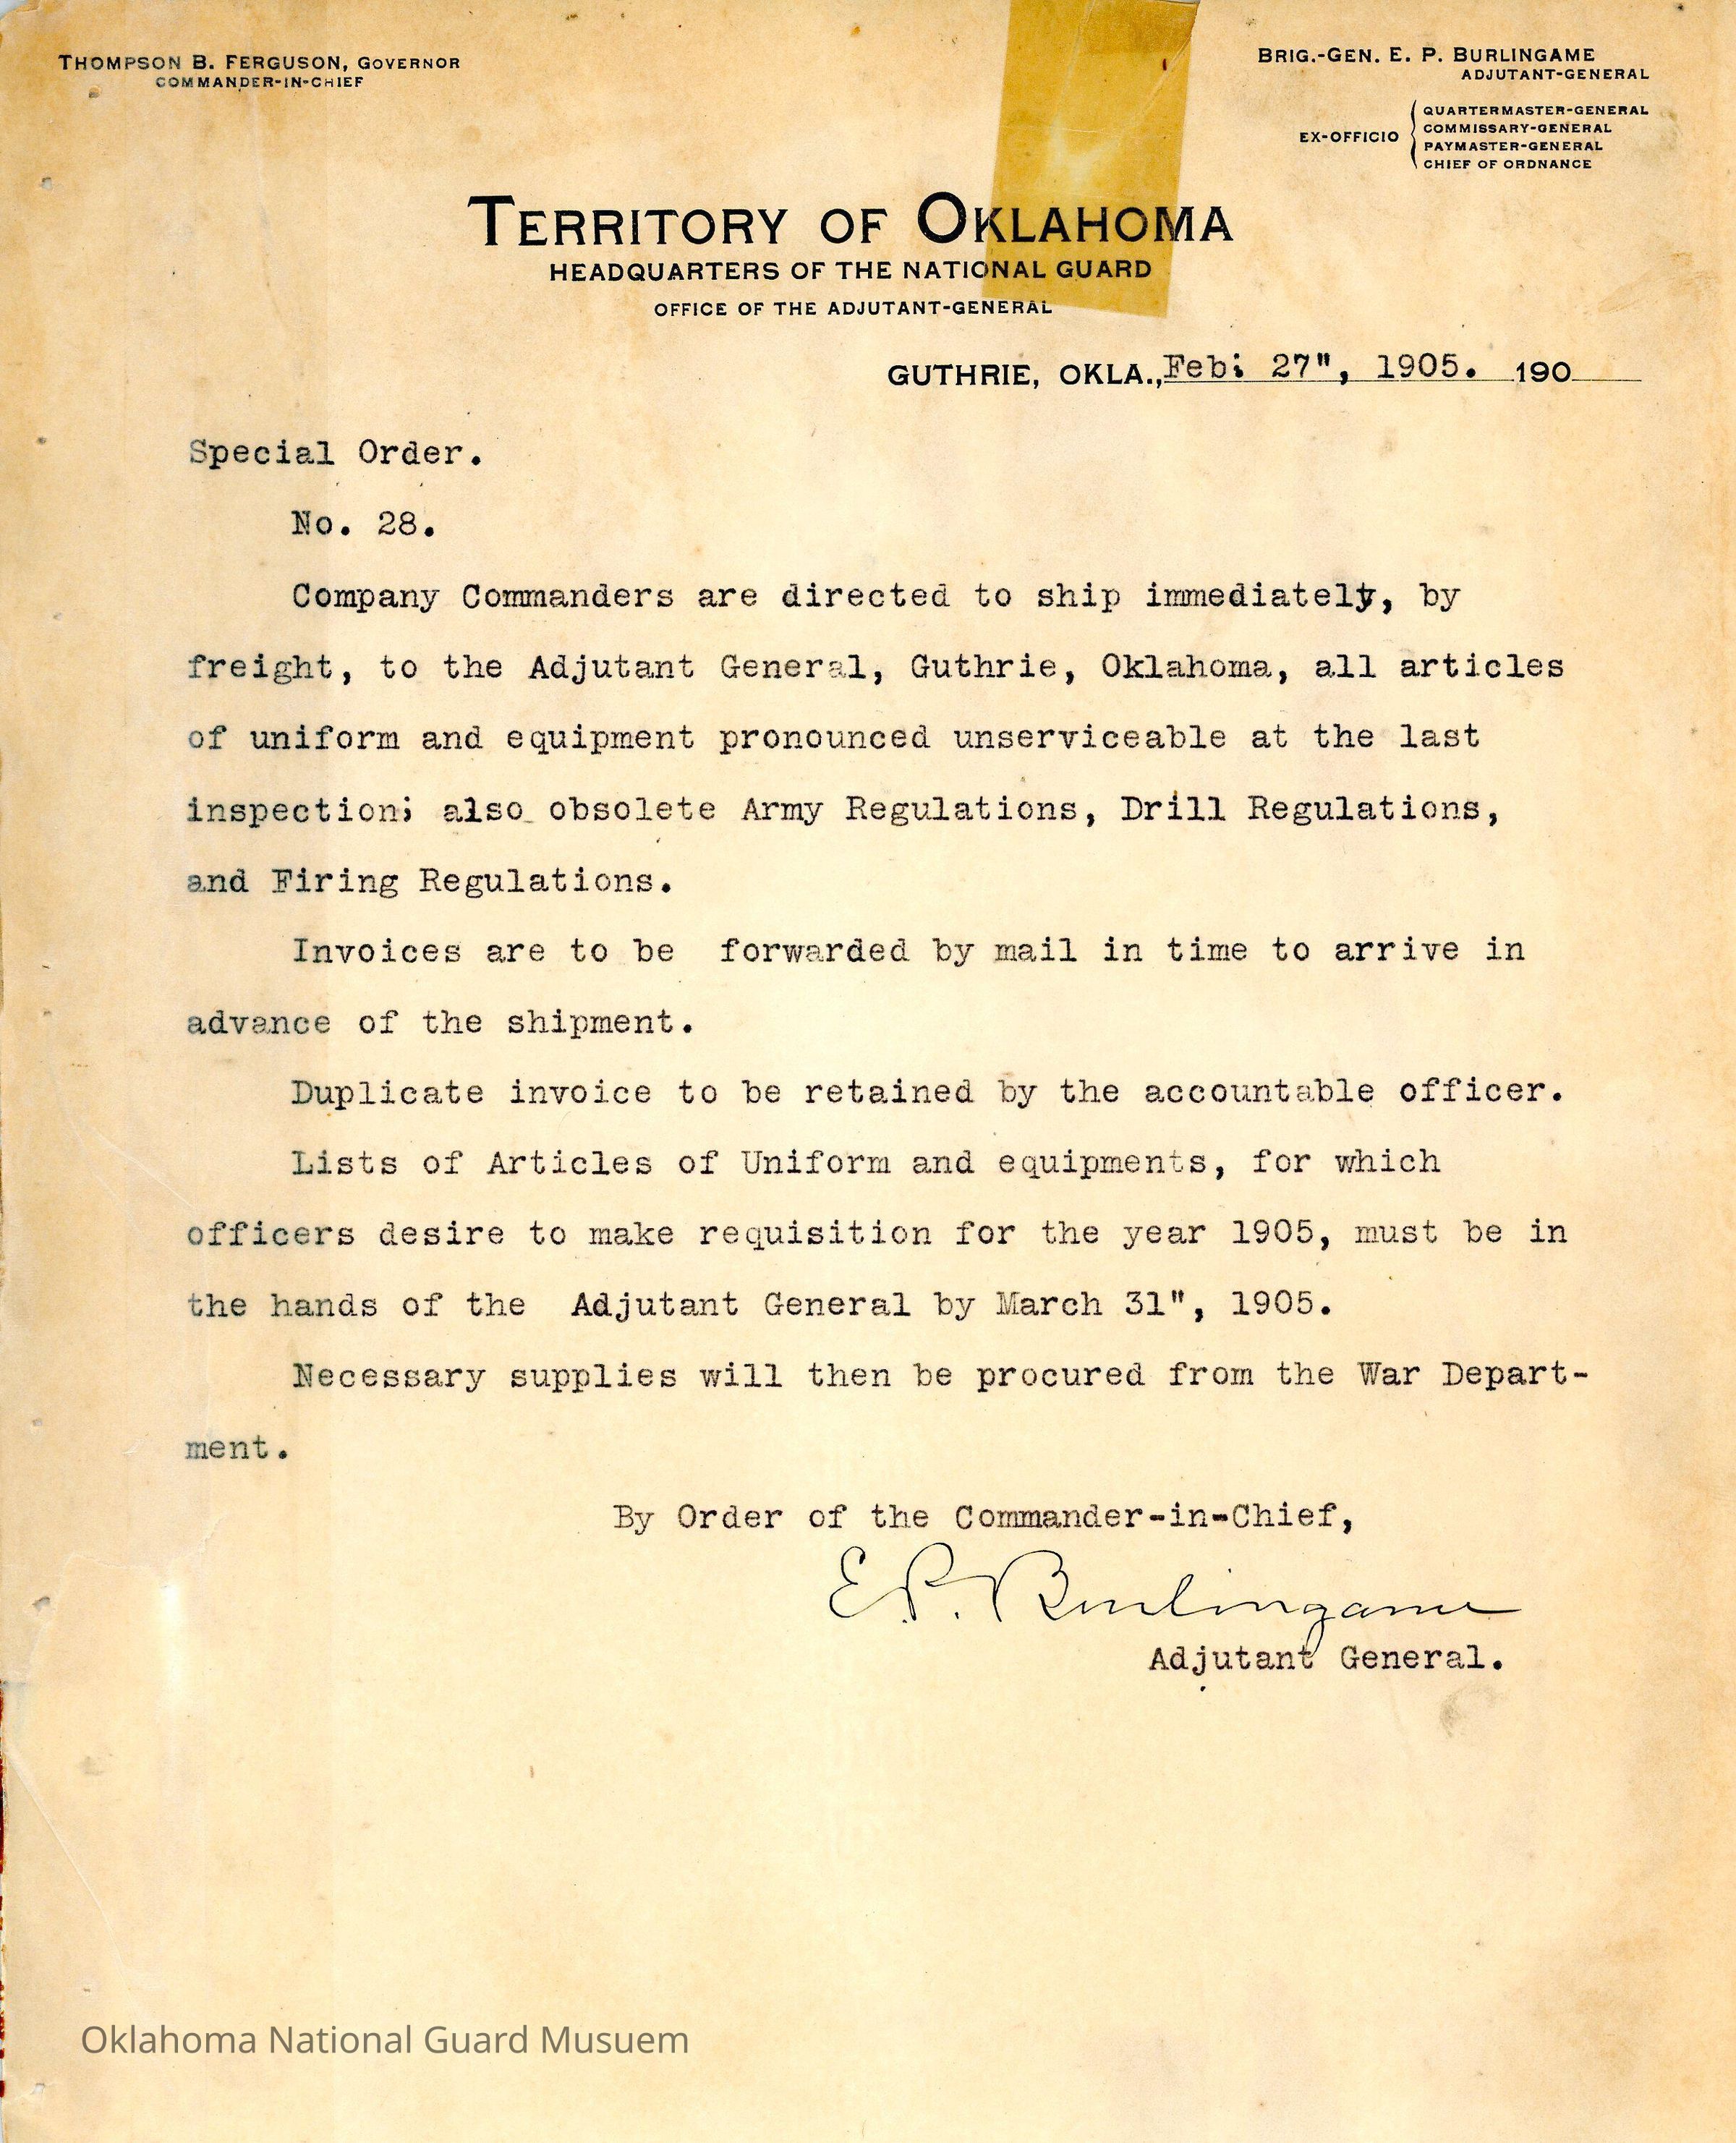 THOMPSON B. FERGUSON, GOVERNOR
COMMANDER-IN-CHIEF
BRIG.-GEN. E. P. BURLINGAME
ADJUTANT-GENERAL
EX-OFFICIO
QUARTERMASTER-GENERAL
COMMISSARY-GENERAL
PAYMASTER-GENERAL
CHIEF OF ORDNANCE
TERRITORY OF OKLAHOMA
HEADQUARTERS OF THE NATIONAL GUARD
OFFICE OF THE ADJUTANT-GENERAL
GUTHRIE, OKLA., Feb: 27", 1905. 190
Special Order.
No. 28.
Company Commanders are directed to ship immediately, by
freight, to the Adjutant General, Guthrie, Oklahoma, all articles
of uniform and equipment pronounced unserviceable at the last
inspection; also obsolete Army Regulations, Drill Regulations,
and Firing Regulations.
Invoices are to be forwarded by mail in time to arrive in
advance of the shipment.
Duplicate invoice to be retained by the accountable officer.
Lists of Articles of Uniform and equipments, for which
officers desire to make requisition for the year 1905, must be in
the hands of the Adjutant General by March 31", 1905.
Necessary supplies will then be procured from the War Depart-
ment.
By Order of the Commander-in-Chief,
E. P. Burlingame
Adjutant General.
Oklahoma National Guard Musuem